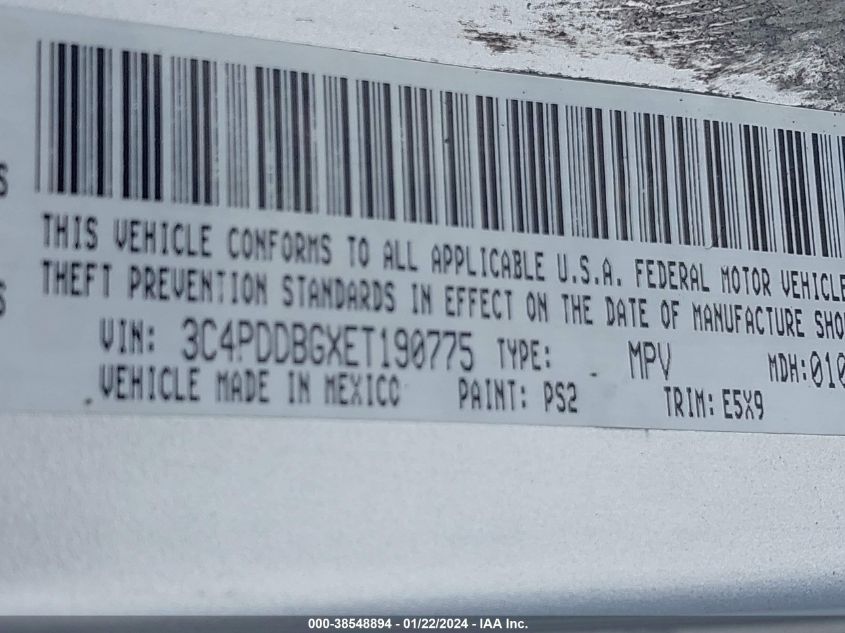 THIS VEHICLE CONFORMS TO ALL APPLICABLE U.S.A. FEDERAL MOTOR VEHICLE
THEFT PREVENTION STANDARDS IN EFFECT ON THE DATE OF MANUFACTURE SHO
VIN: 3C4PDDBGXET190775 TYPE: MPV MDH:010
VEHICLE MADE IN MEXICO PAINT: PS2 TRIM: E5X9
S
S
000-38548894 - 01/22/2024 - IAA Inc.